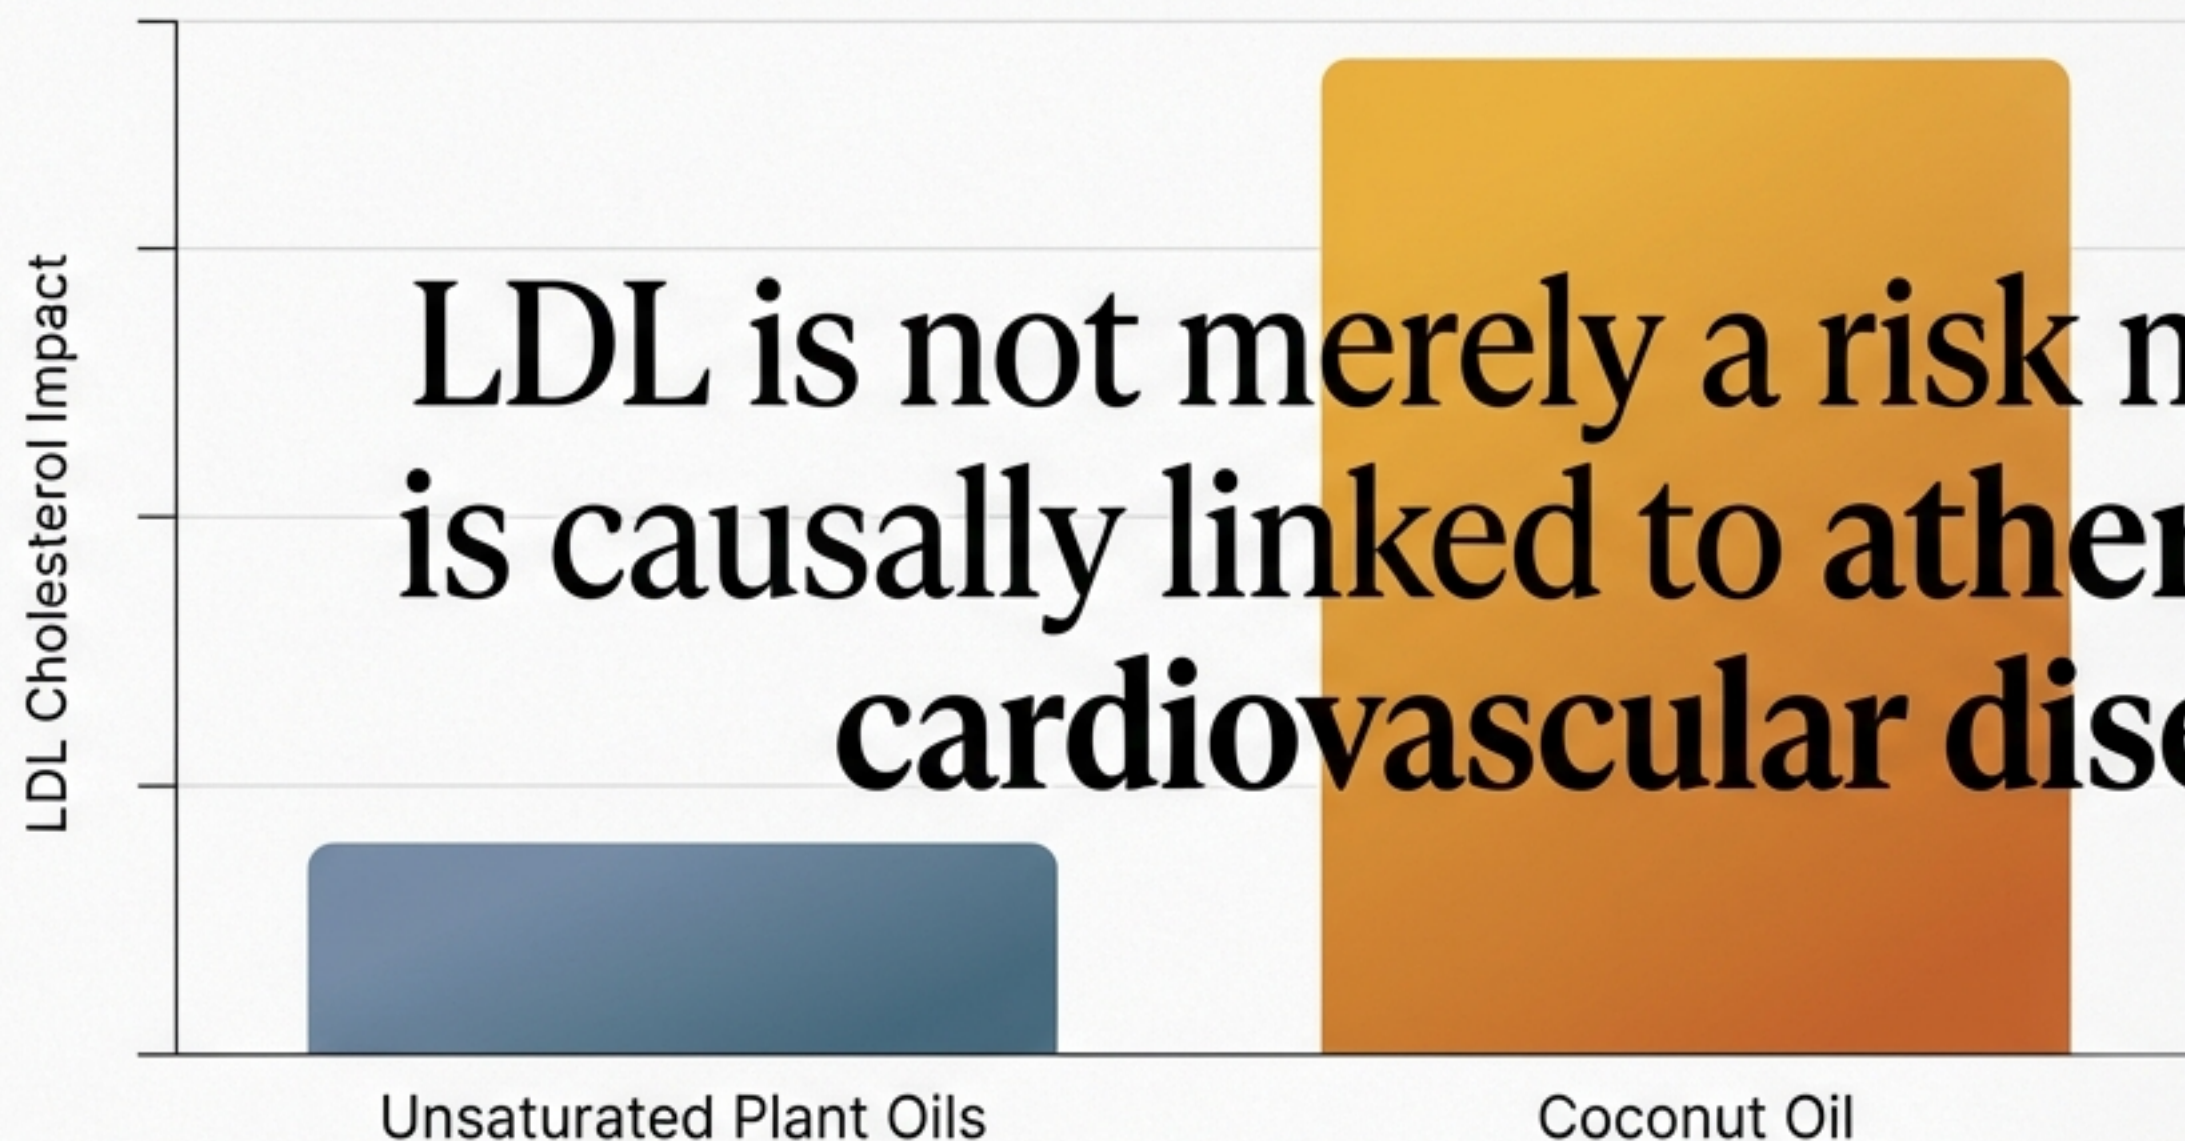 LDL Cholesterol Impact
LDL is not merely a risk
is causally linked to
cardiovascular
Unsaturated Plant Oils
Coconut Oil